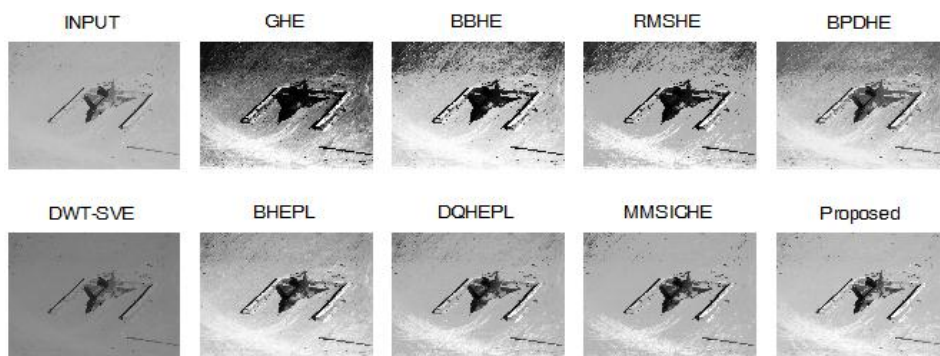 INPUT
GHE
BBHE
RMSHE
BPDHE
DWT-SVE
BHEPL
DQHEPL
MMSICHE
Proposed